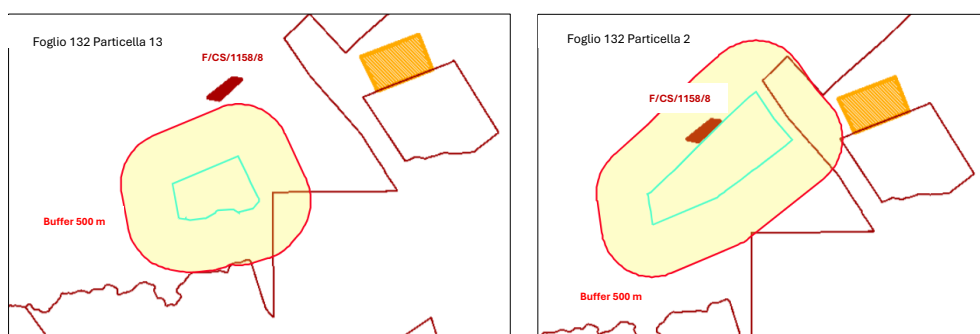 Foglio 132 Particella 13
F/CS/1158/8
Buffer 500 m
Foglio 132 Particella 2
F/CS/1158/8
Buffer 500 m